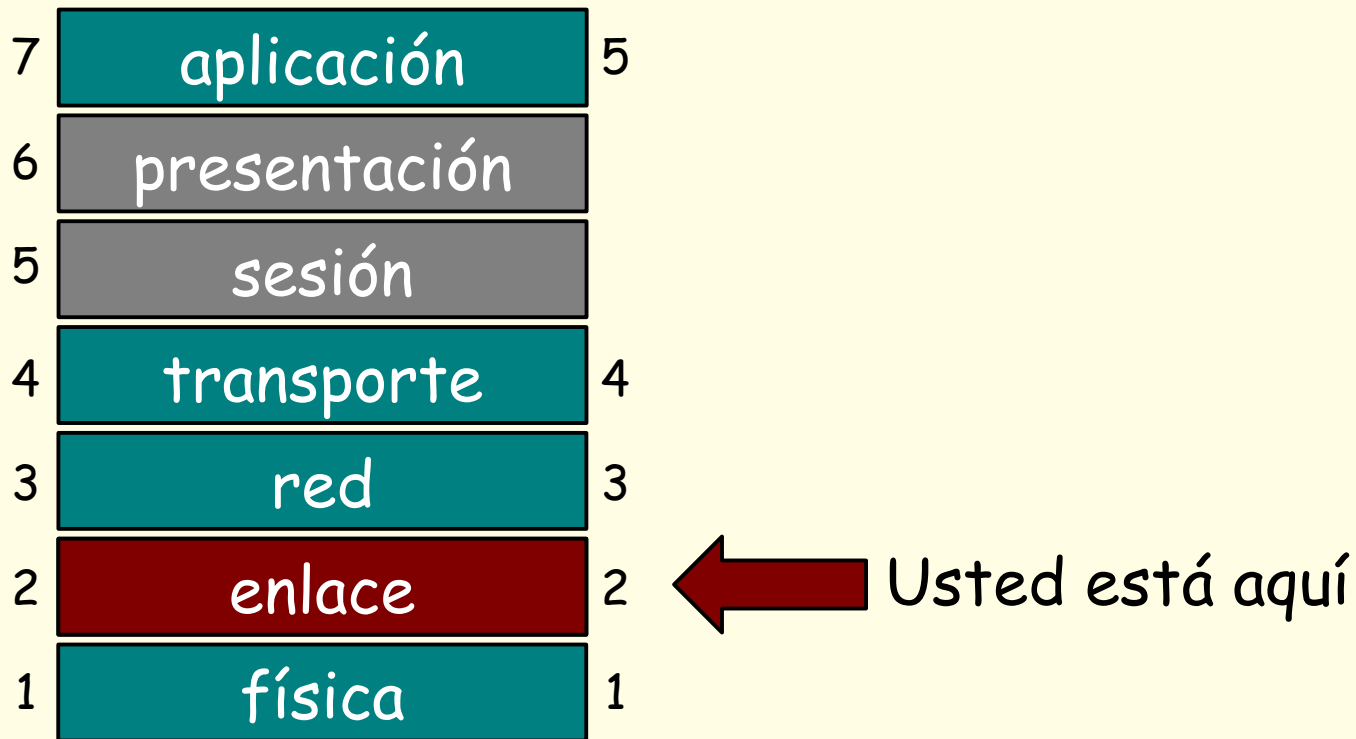 7 aplicación 5
6 presentación
5 sesión
4 transporte 4
3 red 3
2 enlace 2 Usted está aquí
1 física 1